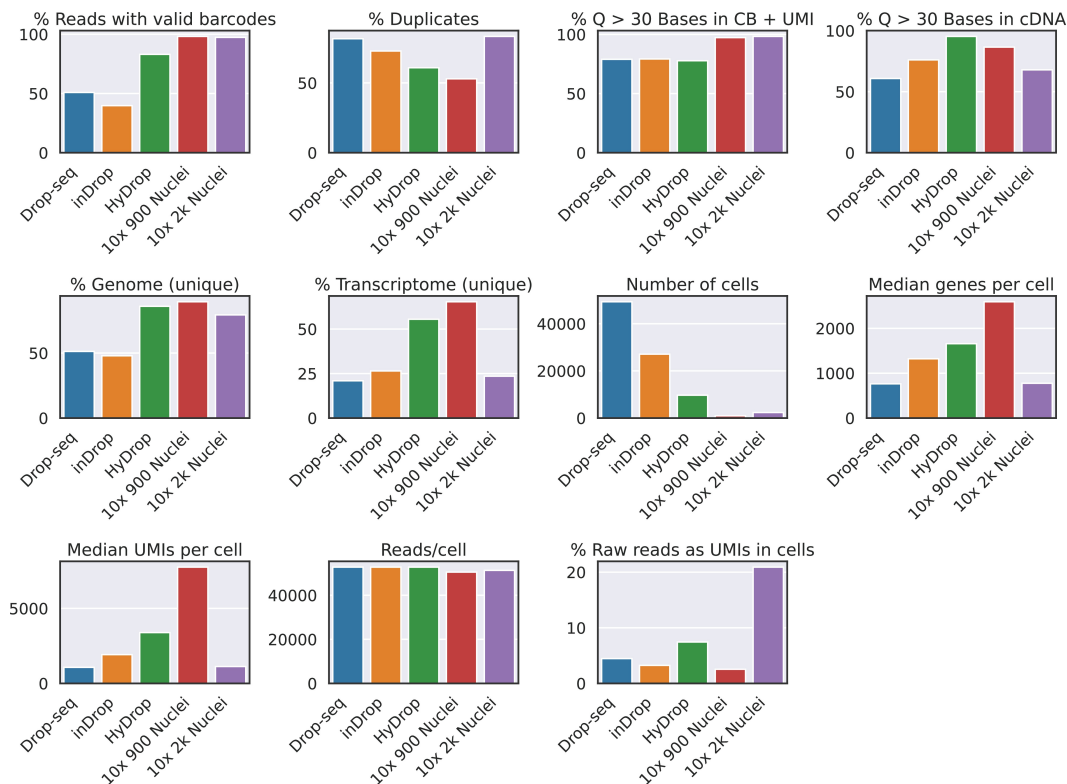 % Reads with valid barcodes
100
50
0
Drop-seq
inDrop
HyDrop
10x 900 Nuclei
10x 2k Nuclei
% Duplicates
50
0
Drop-seq
inDrop
HyDrop
10x 900 Nuclei
10x 2k Nuclei
% Q > 30 Bases in CB + UMI
100
50
0
Drop-seq
inDrop
HyDrop
10x 900 Nuclei
10x 2k Nuclei
% Q > 30 Bases in cDNA
100
50
0
Drop-seq
inDrop
HyDrop
10x 900 Nuclei
10x 2k Nuclei
% Genome (unique)
50
0
Drop-seq
inDrop
HyDrop
10x 900 Nuclei
10x 2k Nuclei
% Transcriptome (unique)
50
25
0
Drop-seq
inDrop
HyDrop
10x 900 Nuclei
10x 2k Nuclei
Number of cells
40000
20000
0
Drop-seq
inDrop
HyDrop
10x 900 Nuclei
10x 2k Nuclei
Median genes per cell
2000
1000
0
Drop-seq
inDrop
HyDrop
10x 900 Nuclei
10x 2k Nuclei
Median UMIs per cell
5000
0
Drop-seq
inDrop
HyDrop
10x 900 Nuclei
10x 2k Nuclei
Reads/cell
40000
20000
0
Drop-seq
inDrop
HyDrop
10x 900 Nuclei
10x 2k Nuclei
% Raw reads as UMIs in cells
20
10
0
Drop-seq
inDrop
HyDrop
10x 900 Nuclei
10x 2k Nuclei